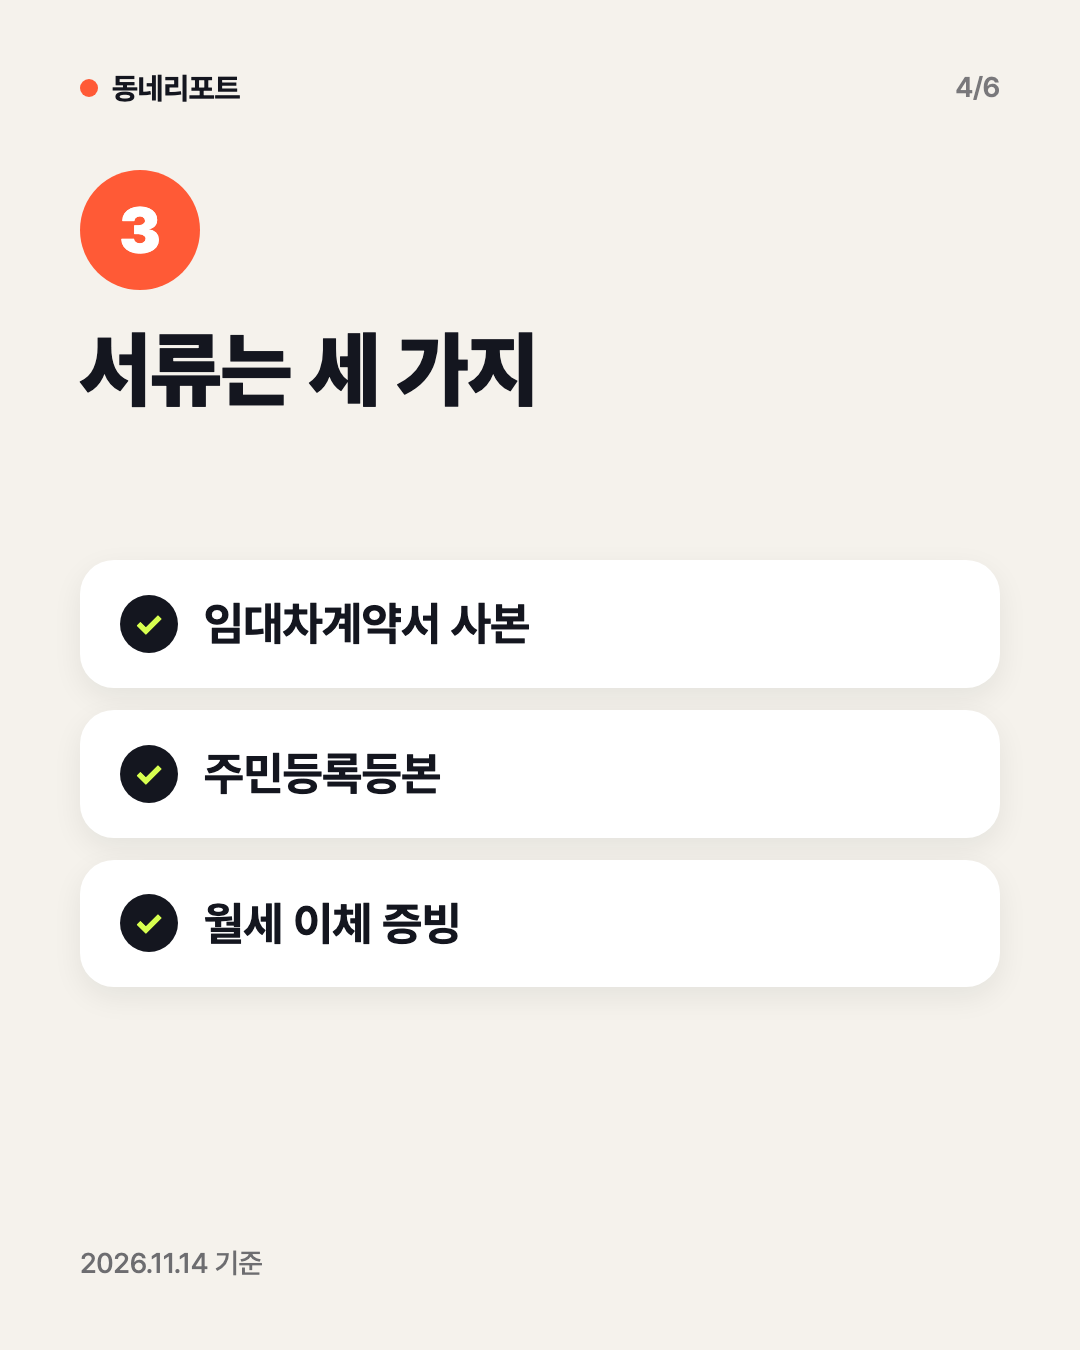 동네리포트
4/6
3
서류는 세 가지
임대차계약서 사본
주민등록등본
월세 이체 증빙
2026.11.14 기준